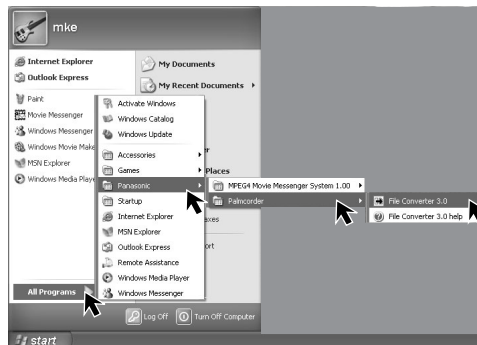 mke
Internet Explorer
Outlook Express
My Documents
My Recent Documents
Paint
Movie Messenger
Windows Messenger
Windows Movie Make
MSN Explorer
Windows Media Playe
All Programs
Activate Windows
Windows Catalog
Windows Update
Accessories
Games
Panasonic
Startup
Internet Explorer
MSN Explorer
Outlook Express
Remote Assistance
Windows Media Player
Windows Messenger
Places
MPEG4 Movie Messenger System 1.00
Palmcorder
File Converter 3.0
File Converter 3.0 help
Log Off
Turn Off Computer
start